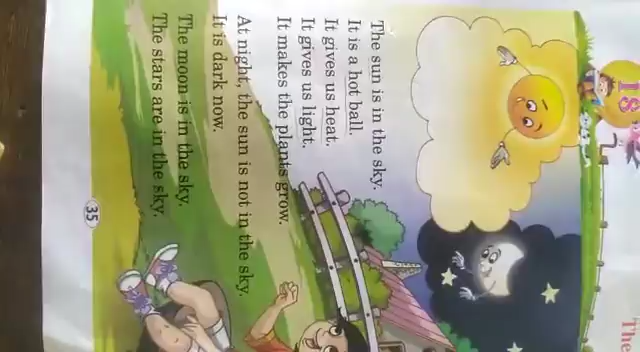 18
The
The sun is in the sky.
It is a hot ball.
It gives us heat.
It gives us light.
It makes the plants grow.
At night, the sun is not in the sky.
It is dark now.
The moon is in the sky.
The stars are in the sky.
35